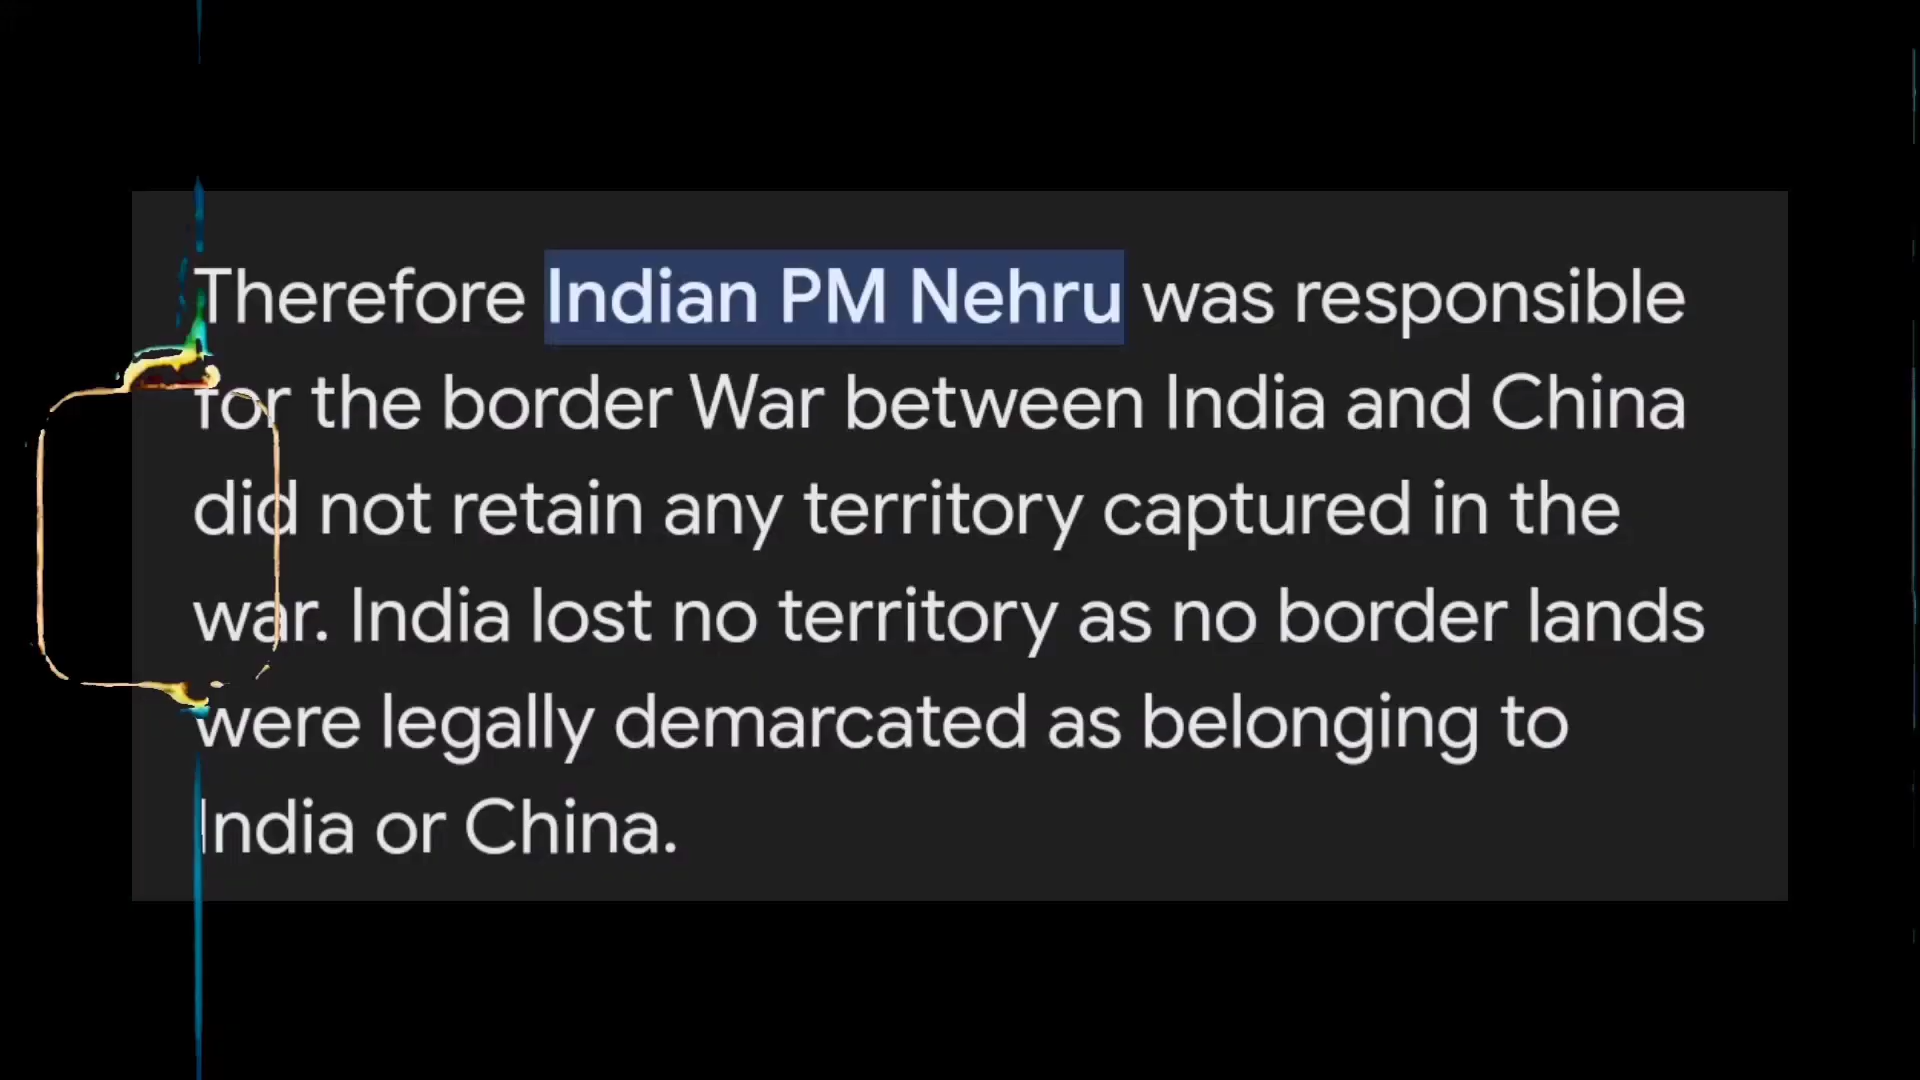 Therefore Indian PM Nehru was responsible
for the border War between India and China
did not retain any territory captured in the
war. India lost no territory as no border lands
were legally demarcated as belonging to
India or China.